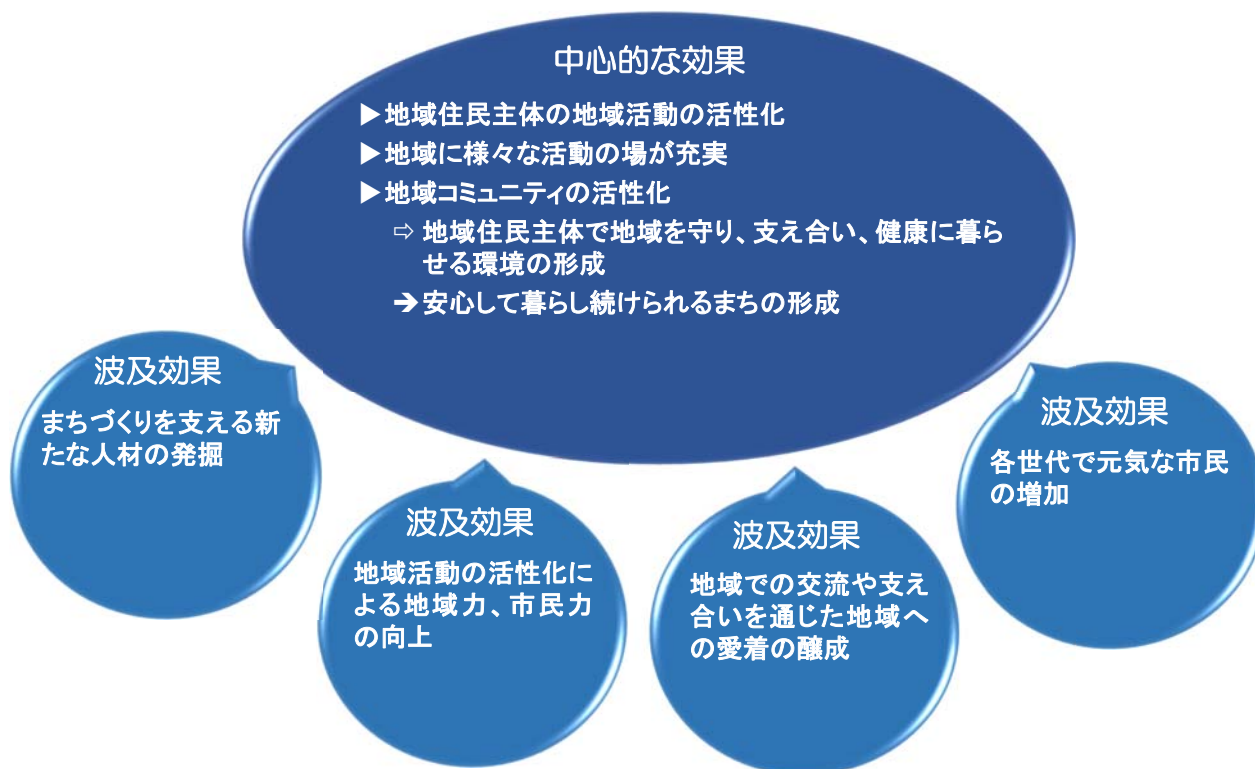 中心的な効果
▶地域住民主体の地域活動の活性化
▶地域に様々な活動の場が充実
▶地域コミュニティの活性化
⇨ 地域住民主体で地域を守り、支え合い、健康に暮ら
せる環境の形成
➔安心して暮らし続けられるまちの形成
波及効果
まちづくりを支える新
たな人材の発掘
波及効果
地域活動の活性化に
よる地域力、市民力
の向上
波及効果
地域での交流や支え
合いを通じた地域へ
の愛着の醸成
波及効果
各世代で元気な市民
の増加